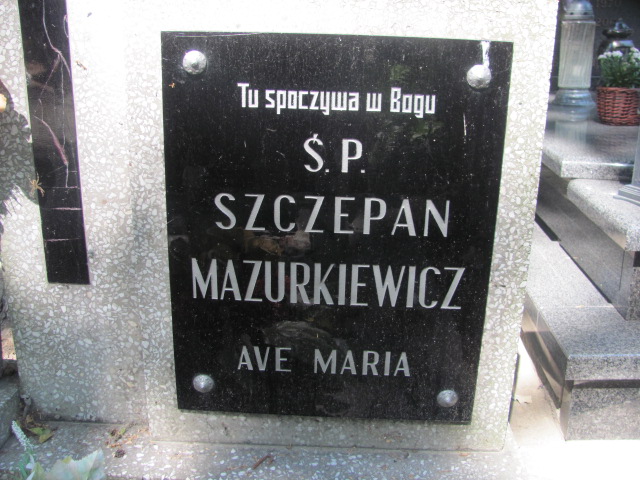 Tu spoczywa w Bogu
Ś.P.
SZCZEPAN
MAZURKIEWICZ
AVE MARIA